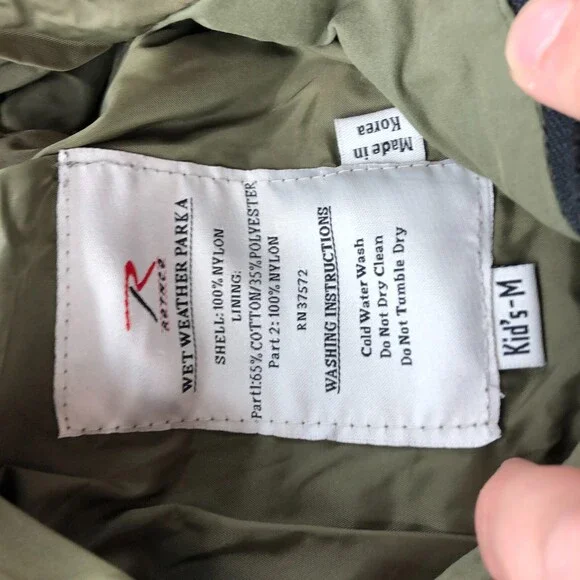 R
ROTHCO
WET WEATHER PARKA
SHELL: 100% NYLON
LINING:
Part1:65% COTTON/35%POLYESTER
Part 2: 100% NYLON
RN 37572
WASHING INSTRUCTIONS
Cold Water Wash
Do Not Dry Clean
Do Not Tumble Dry
Kid's-M
Made in
Korea